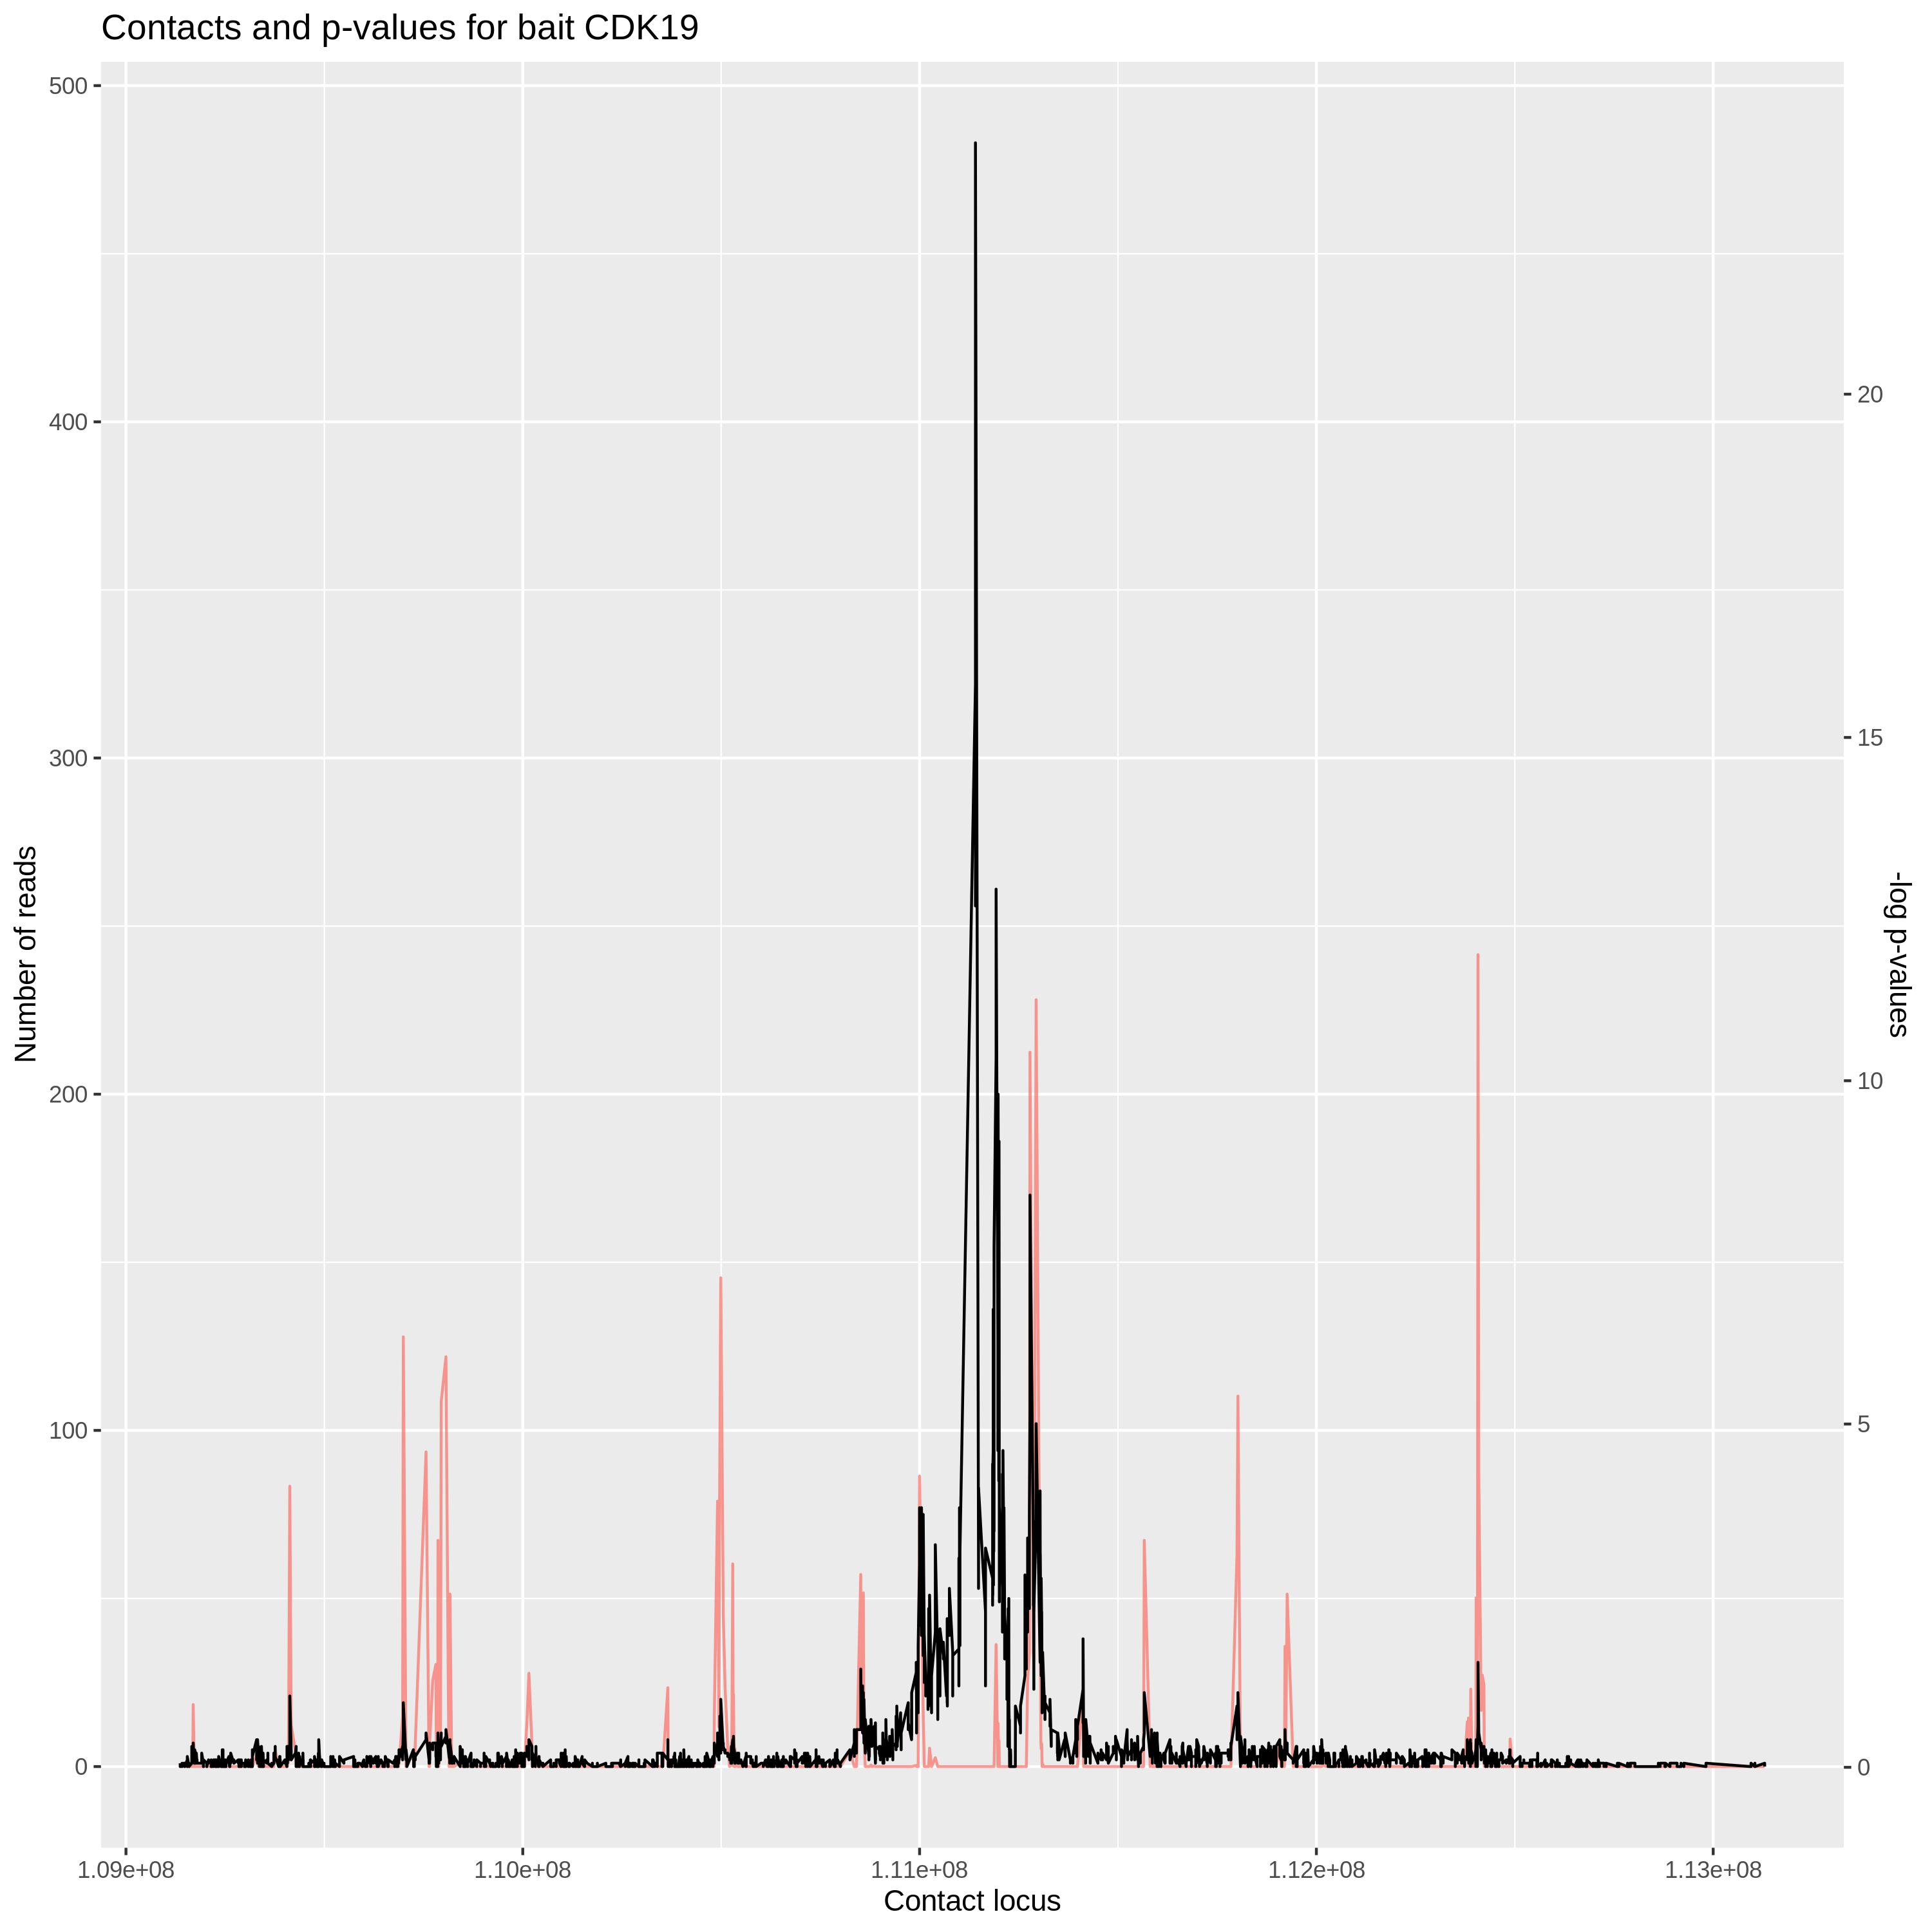 Contacts and p-values for bait CDK19
500
400
300
200
100
0
Number of reads
20
15
10
5
0
-log p-values
1.09e+08
1.10e+08
1.11e+08
1.12e+08
1.13e+08
Contact locus